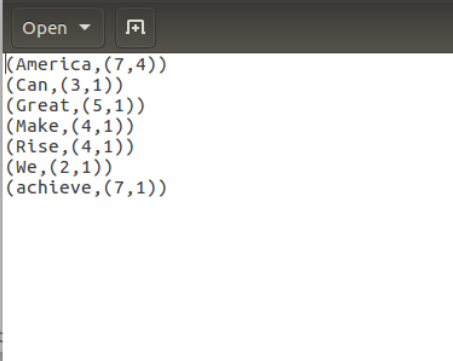 Open
(America,(7,4))
(Can,(3,1))
(Great,(5,1))
(Make,(4,1))
(Rise,(4,1))
(We,(2,1))
(achieve,(7,1))